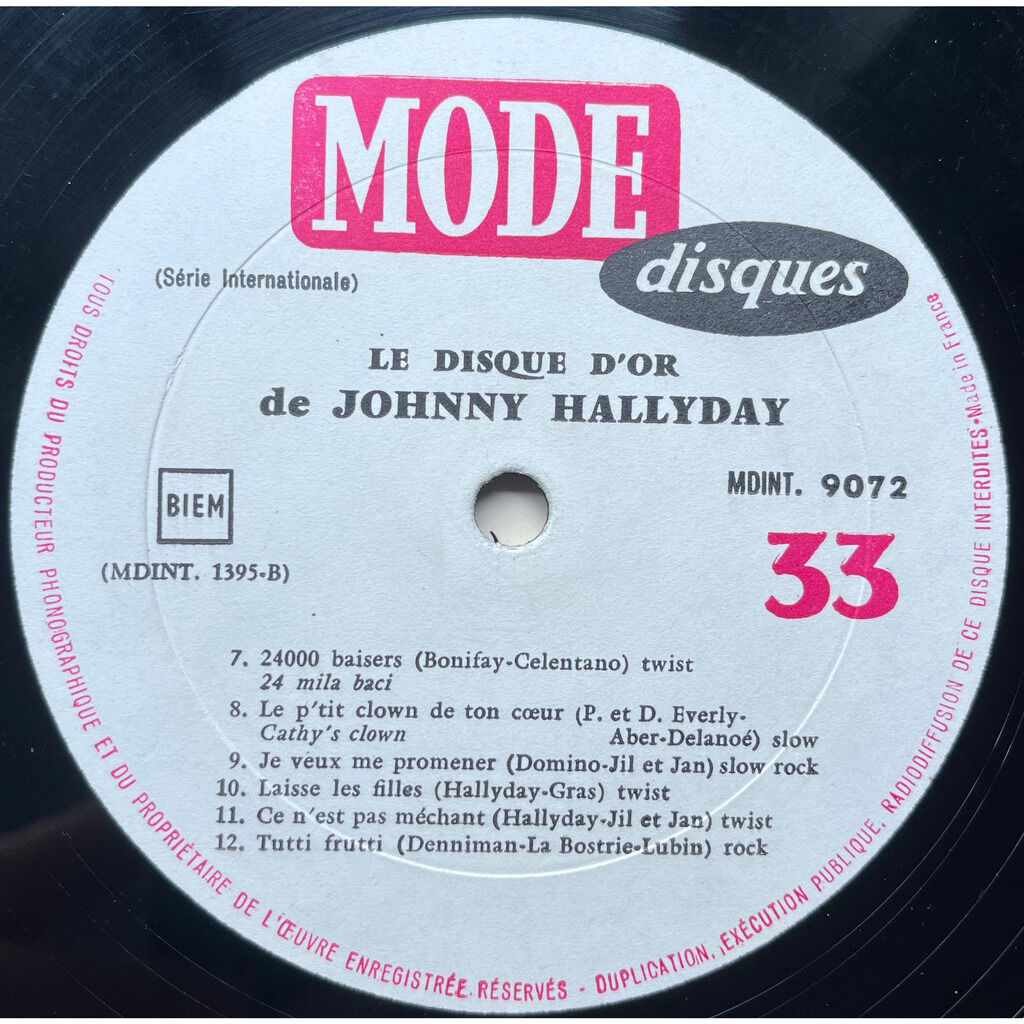 MODE
disques
(Série Internationale)
LE DISQUE D'OR
de JOHNNY HALLYDAY
BIEM
MDINT. 9072
(MDINT. 1395-B)
33
7. 24000 baisers (Bonifay-Celentano) twist
24 mila baci
8. Le p'tit clown de ton cœur (P. et D. Everly-
Cathy's clown Aber-Delanoé) slow
9. Je veux me promener (Domino-Jil et Jan) slow rock
10. Laisse les filles (Hallyday-Gras) twist
11. Ce n'est pas méchant (Hallyday-Jil et Jan) twist
12. Tutti frutti (Denniman-La Bostrie-Lubin) rock
TOUS DROITS DU PRODUCTEUR PHONOGRAPHIQUE ET DU PROPRIÉTAIRE DE L'ŒUVRE ENREGISTRÉE RÉSERVÉS - DUPLICATION, EXÉCUTION PUBLIQUE, RADIODIFFUSION DE CE DISQUE INTERDITES • Made in France